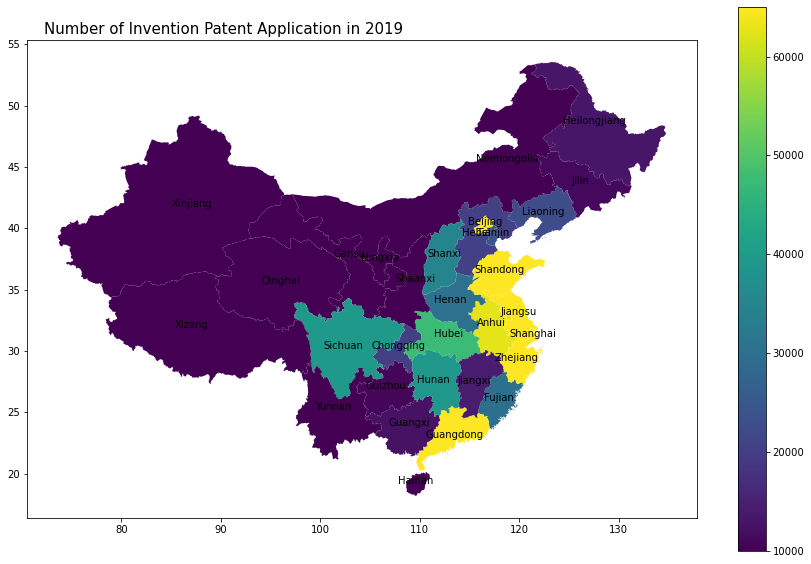 Number of Invention Patent Application in 2019
55
50
45
40
35
30
25
20
80
90
100
110
120
130
Heilongjiang
Neimongolia
Jilin
Xinjiang
Liaoning
Beijing
Hebei
Tianjin
Gansu
Ningxia
Shanxi
Shandong
Qinghai
Shaanxi
Henan
Jiangsu
Xizang
Anhui
Hubei
Shanghai
Sichuan
Chongqing
Zhejiang
Guizhou
Hunan
Jiangxi
Yunnan
Fujian
Guangxi
Guangdong
Hainan
60000
50000
40000
30000
20000
10000